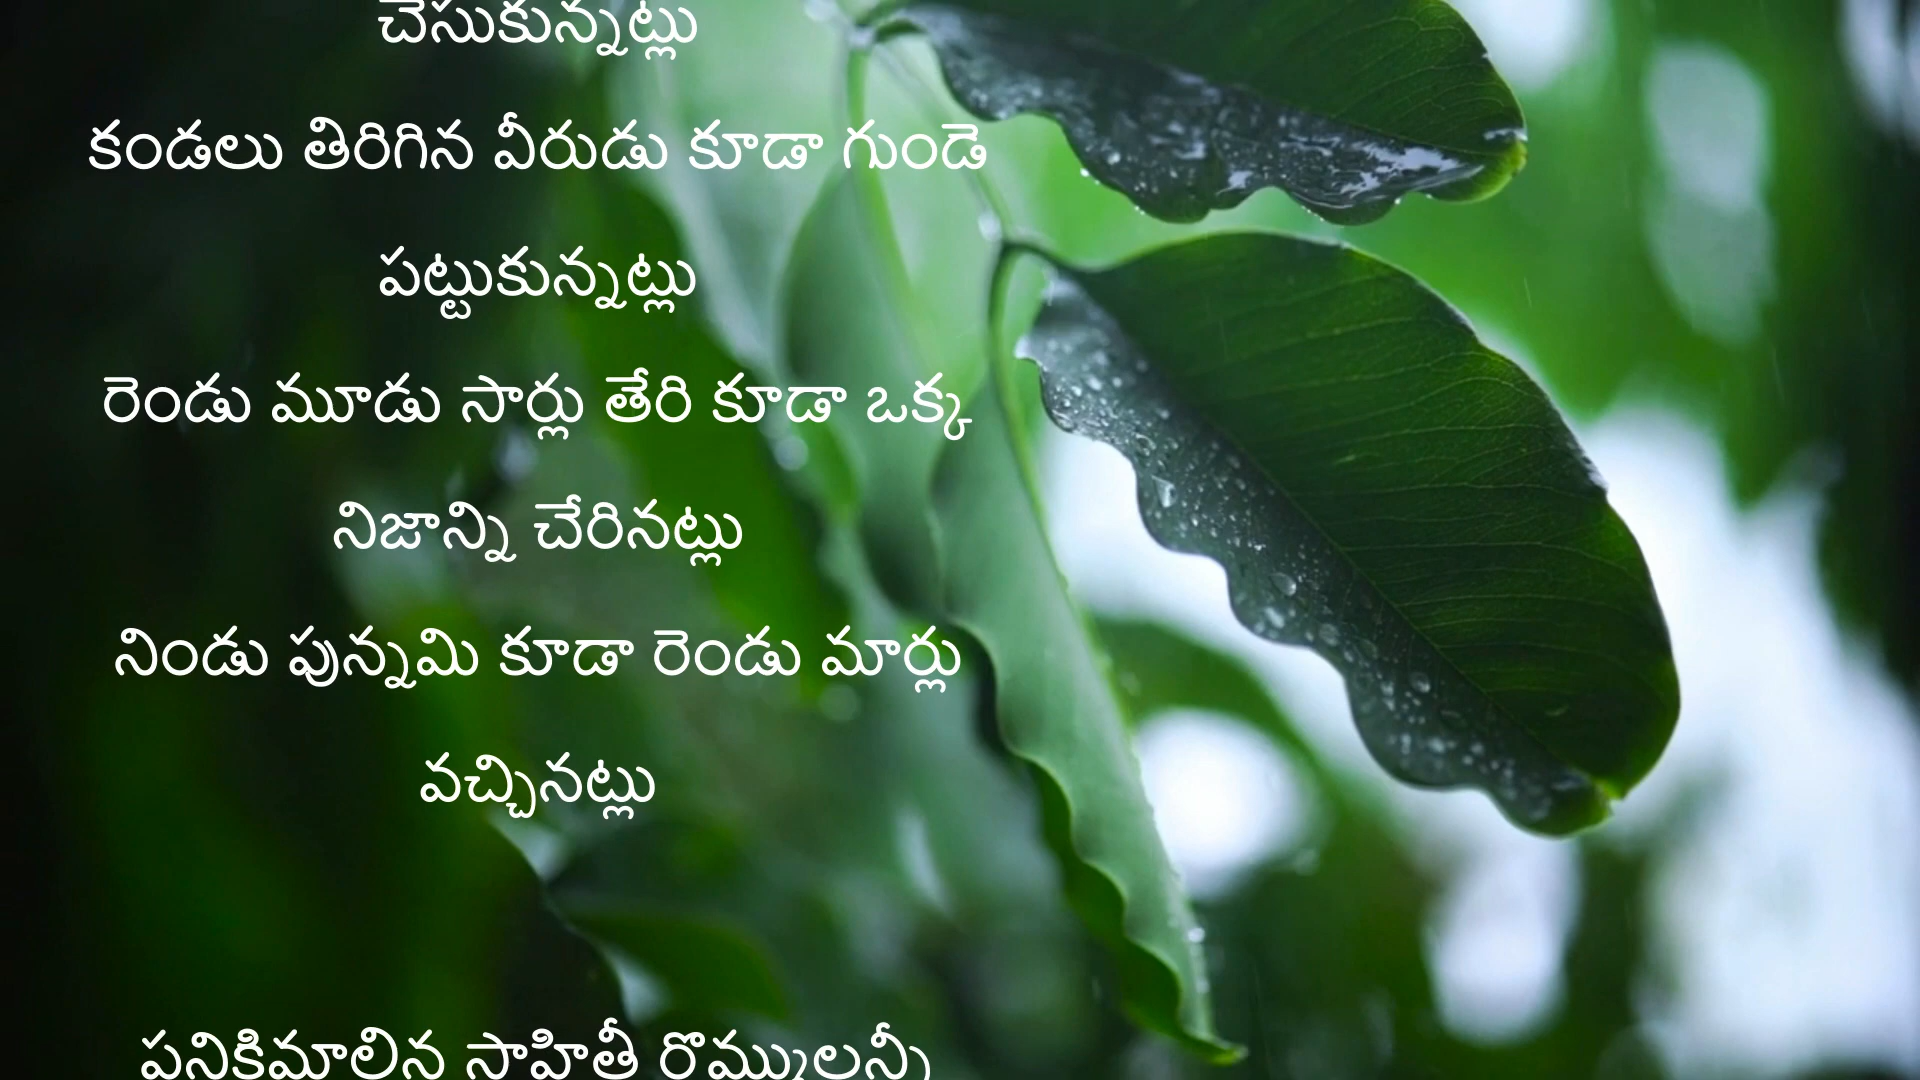 చేసుకున్నట్లు
కండలు తిరిగిన వీరుడు కూడా గుండె
పట్టుకున్నట్లు
రెండు మూడు సార్లు తేరి కూడా ఒక్క
నిజాన్ని చేరినట్లు
నిండు పున్నమి కూడా రెండు మార్లు
వచ్చినట్లు
పనికిమాలిన సాహితీ రొమ్ములన్నీ